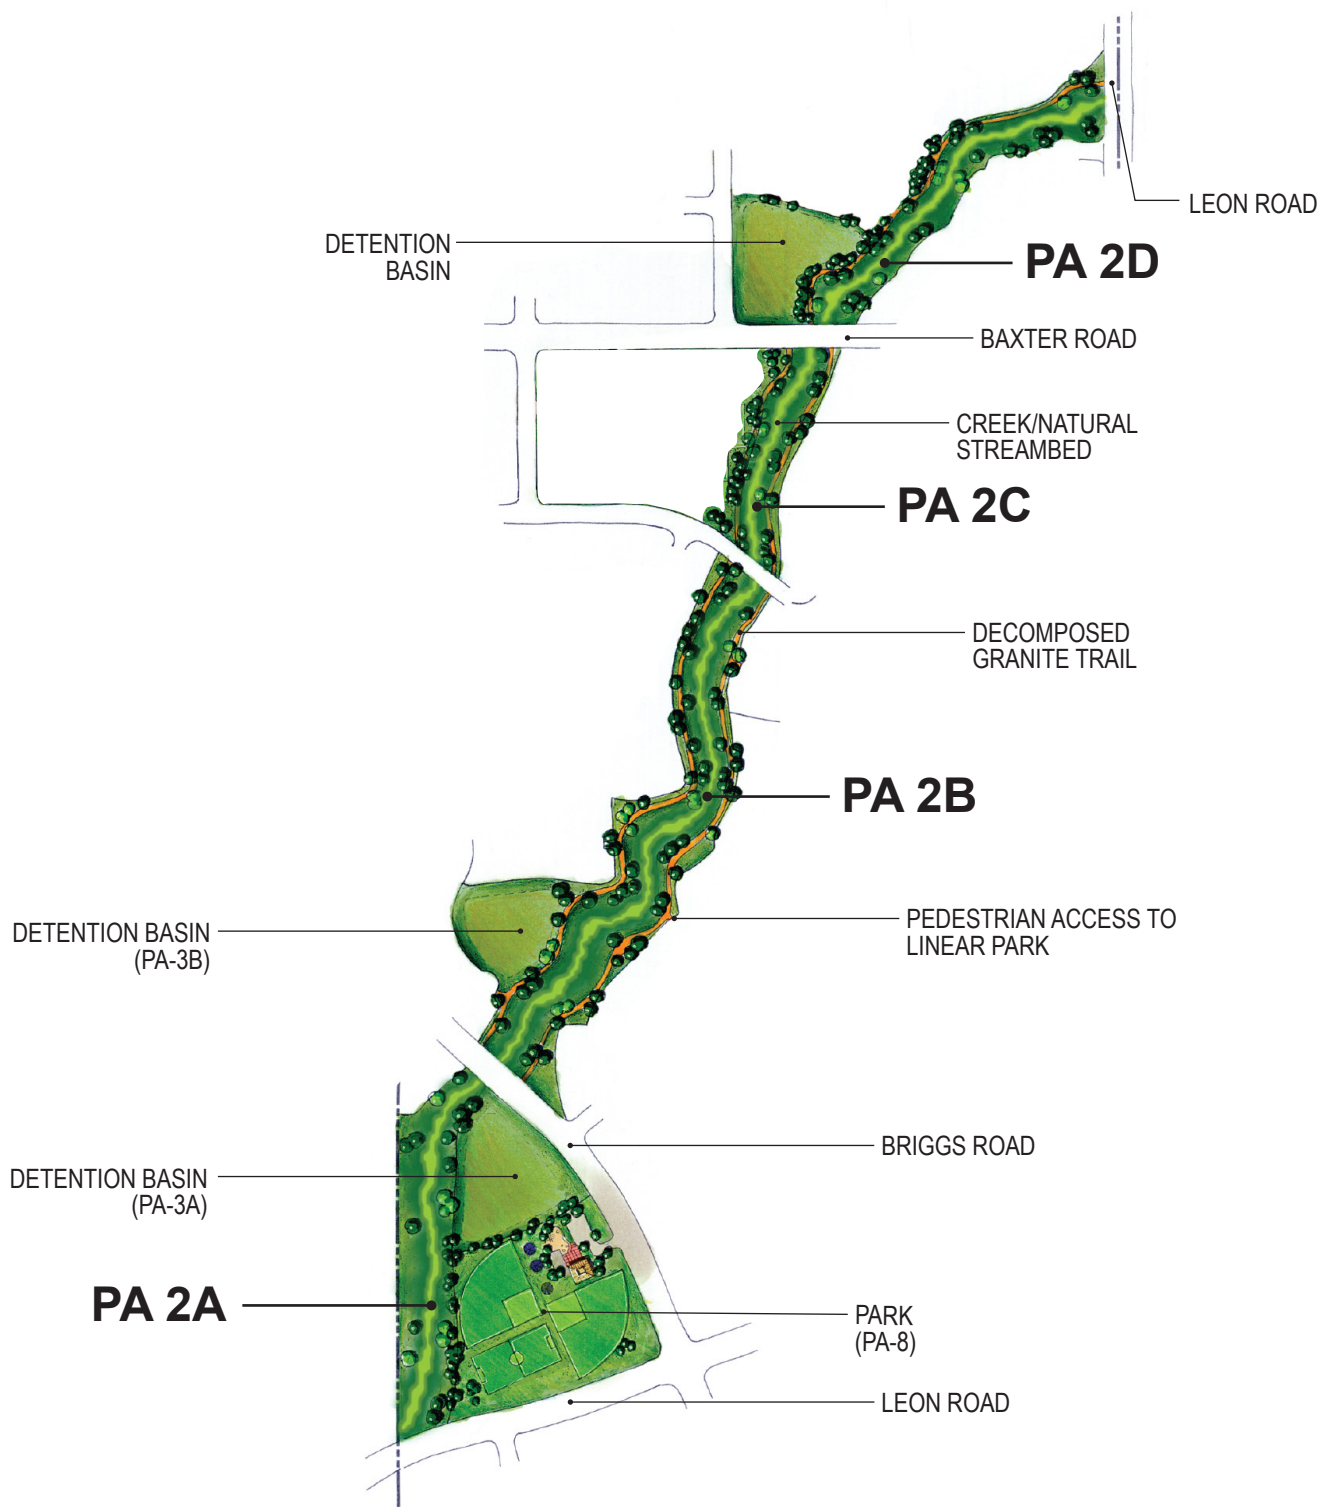 LEON ROAD
DETENTION
BASIN
PA 2D
BAXTER ROAD
CREEK/NATURAL
STREAMBED
PA 2C
DECOMPOSED
GRANITE TRAIL
PA 2B
PEDESTRIAN ACCESS TO
LINEAR PARK
DETENTION BASIN
(PA-3B)
BRIGGS ROAD
DETENTION BASIN
(PA-3A)
PA 2A
PARK
(PA-8)
LEON ROAD